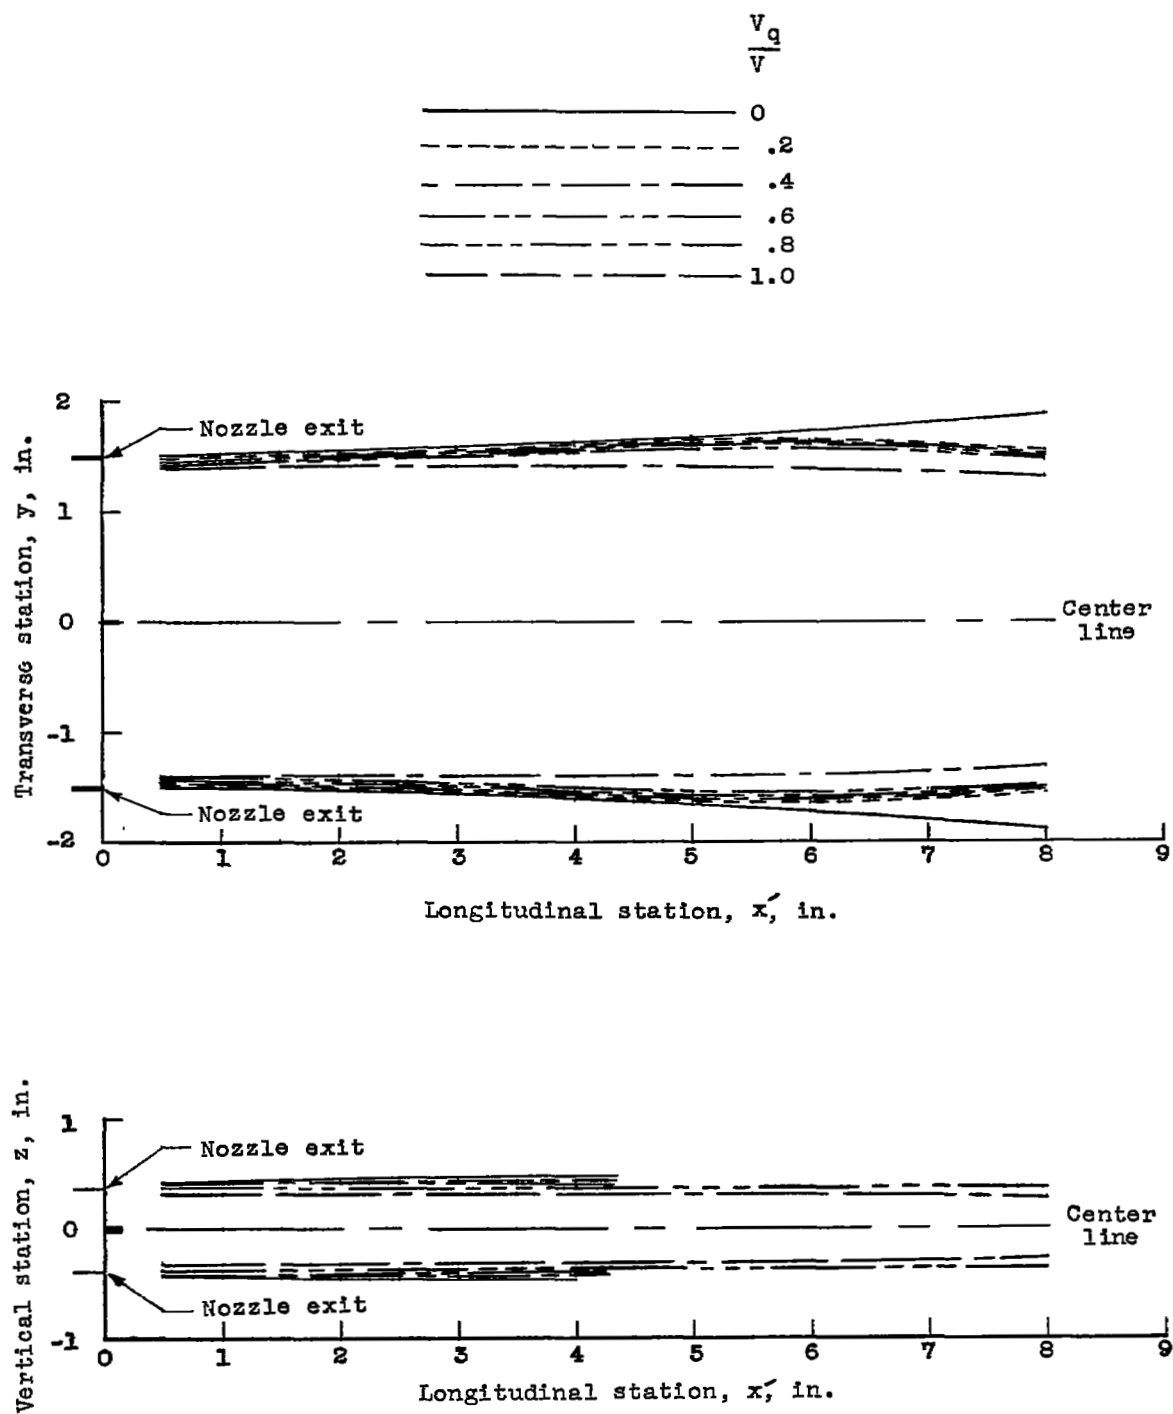 V_q
V
0
.2
.4
.6
.8
1.0
2
Nozzle exit
1
Transverse station, y, in.
0
Center
line
-1
Nozzle exit
-2
0 1 2 3 4 5 6 7 8 9
Longitudinal station, x′, in.
1
Nozzle exit
Vertical station, z, in.
0
Center
line
Nozzle exit
-1
0 1 2 3 4 5 6 7 8 9
Longitudinal station, x′, in.